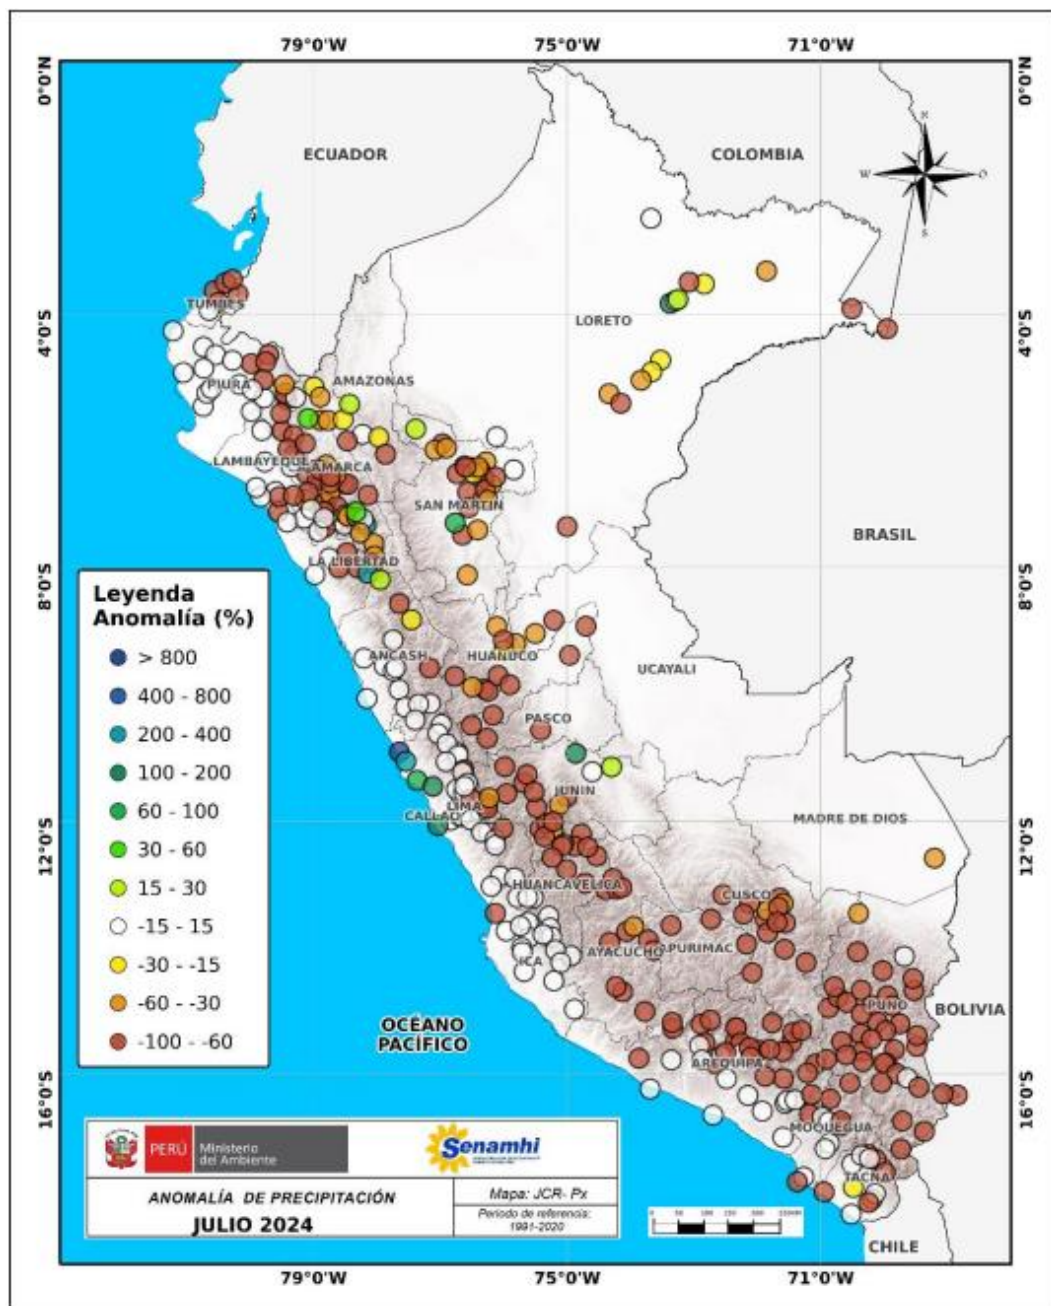 79°0'W 75°0'W 71°0'W
0°0'N
0°0'N
ECUADOR
COLOMBIA
N
W
O
S
TUMBES
4°0'S
4°0'S
LORETO
PIURA
AMAZONAS
LAMBAYEQUE
AMARCA
SAN MARTIN
BRASIL
LA LIBERTAD
8°0'S
8°0'S
Leyenda
Anomalía (%)
> 800
400 - 800
200 - 400
100 - 200
60 - 100
30 - 60
15 - 30
-15 - 15
-30 - -15
-60 - -30
-100 - -60
ANCASH
HUANUCO
UCAYALI
PASCO
JUNIN
LIMA
CALLAO
MADRE DE DIOS
12°0'S
12°0'S
HUANCAVELICA
CUSCO
ICA
AYACUCHO
APURIMAC
PUNO
BOLIVIA
OCÉANO
PACÍFICO
AREQUIPA
16°0'S
16°0'S
MOQUEGUA
TACNA
CHILE
PERÚ
Ministerio
del Ambiente
Senamhi
ANOMALÍA DE PRECIPITACIÓN
JULIO 2024
Mapa: JCR- Px
Periodo de referencia:
1991-2020
79°0'W 75°0'W 71°0'W